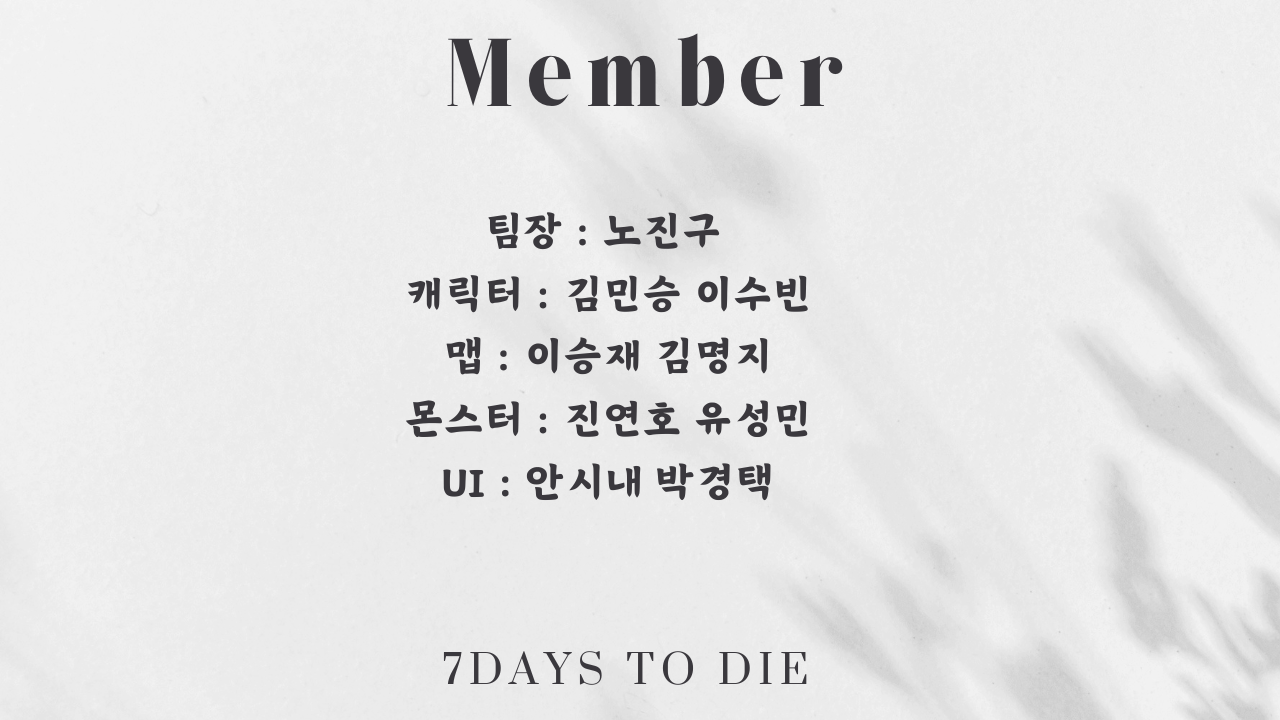 Member
팀장 : 노진구
캐릭터 : 김민승 이수빈
맵 : 이승재 김명지
몬스터 : 진연호 유성민
UI : 안시내 박경택
7DAYS TO DIE